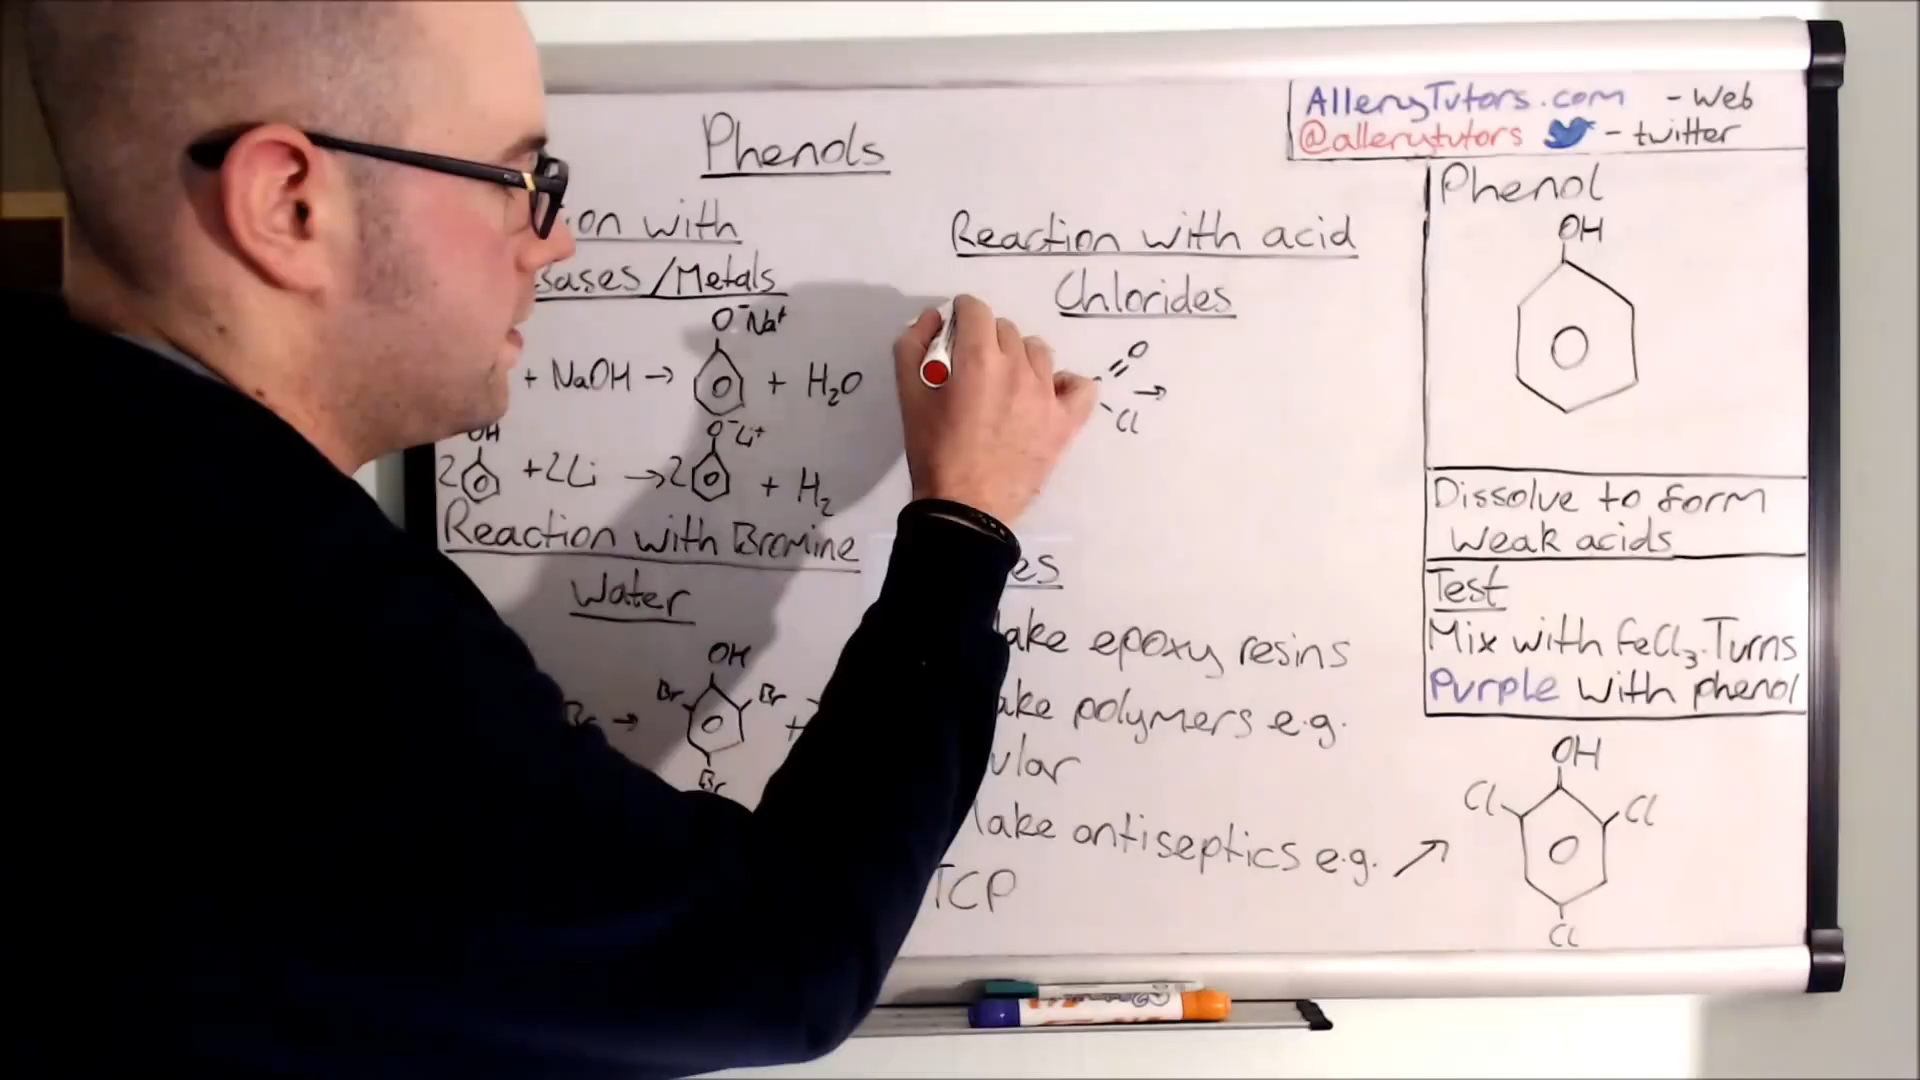 AlleryTutors.com - Web
@allerytutors - twitter
Phenols
on with
Bases/Metals
O⁻Na⁺
+ NaOH → + H₂O
OH
O⁻Li⁺
2 +2Li → 2 + H₂
Reaction with Bromine
Water
OH
Br Br
Br → +
Br
Reaction with acid
Chlorides
O
→
Cl
es
ake epoxy resins
ake polymers e.g.
ular
ake antiseptics e.g. ↗
TCP
Phenol
OH
Dissolve to form
weak acids
Test
Mix with FeCl₃. Turns
Purple with phenol
OH
Cl Cl
Cl